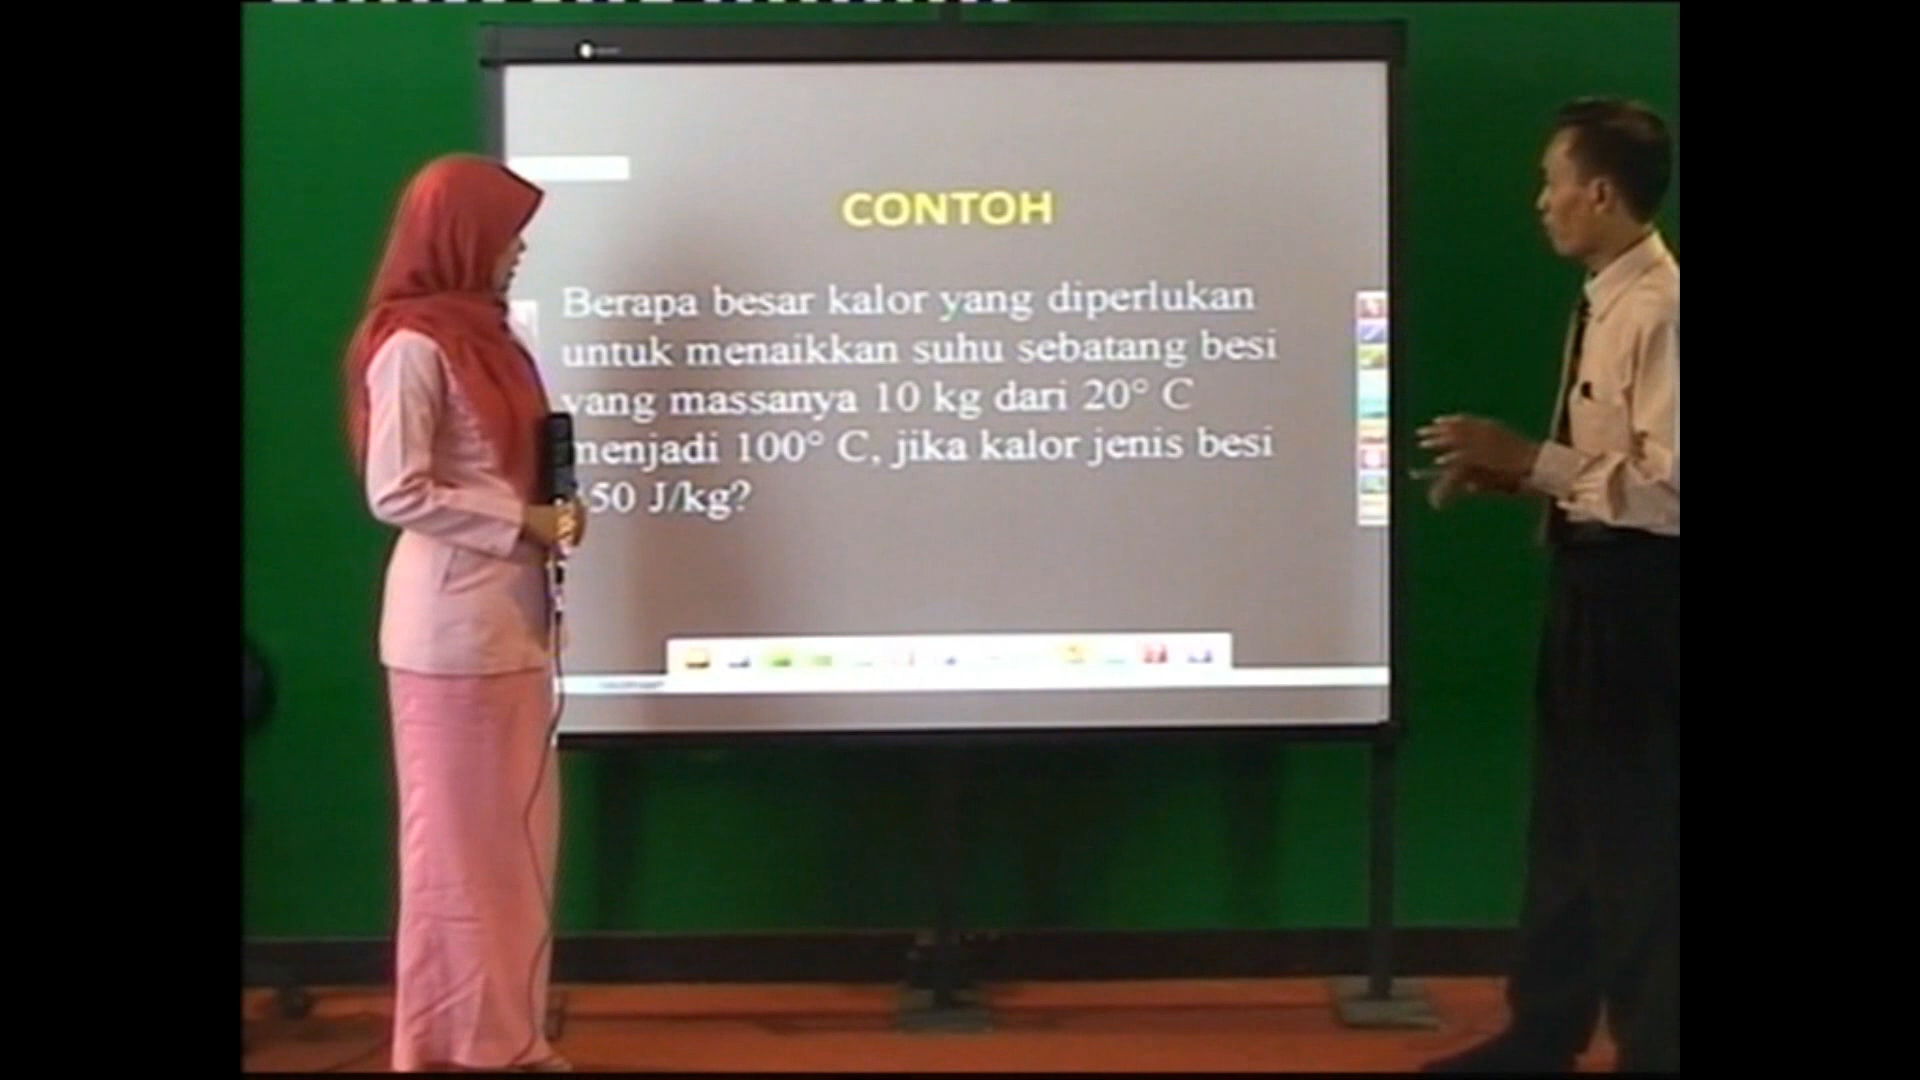 CONTOH
Berapa besar kalor yang diperlukan
untuk menaikkan suhu sebatang besi
yang massanya 10 kg dari 20° C
menjadi 100° C, jika kalor jenis besi
50 J/kg?